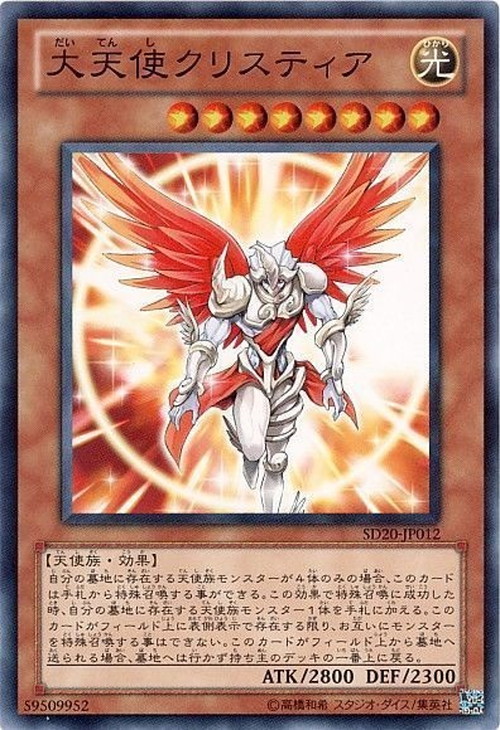 大天使クリスティア
だい てん し
光
ひかり
SD20-JP012
【天使族・効果】
自分の墓地に存在する天使族モンスターが4体のみの場合、このカード
は手札から特殊召喚する事ができる。この効果で特殊召喚に成功した
時、自分の墓地に存在する天使族モンスター1体を手札に加える。この
カードがフィールド上に表側表示で存在する限り、お互いにモンスター
を特殊召喚する事はできない。このカードがフィールド上から墓地へ
送られる場合、墓地へは行かず持ち主のデッキの一番上に戻る。
ATK/2800 DEF/2300
59509952
©高橋和希 スタジオ・ダイス/集英社